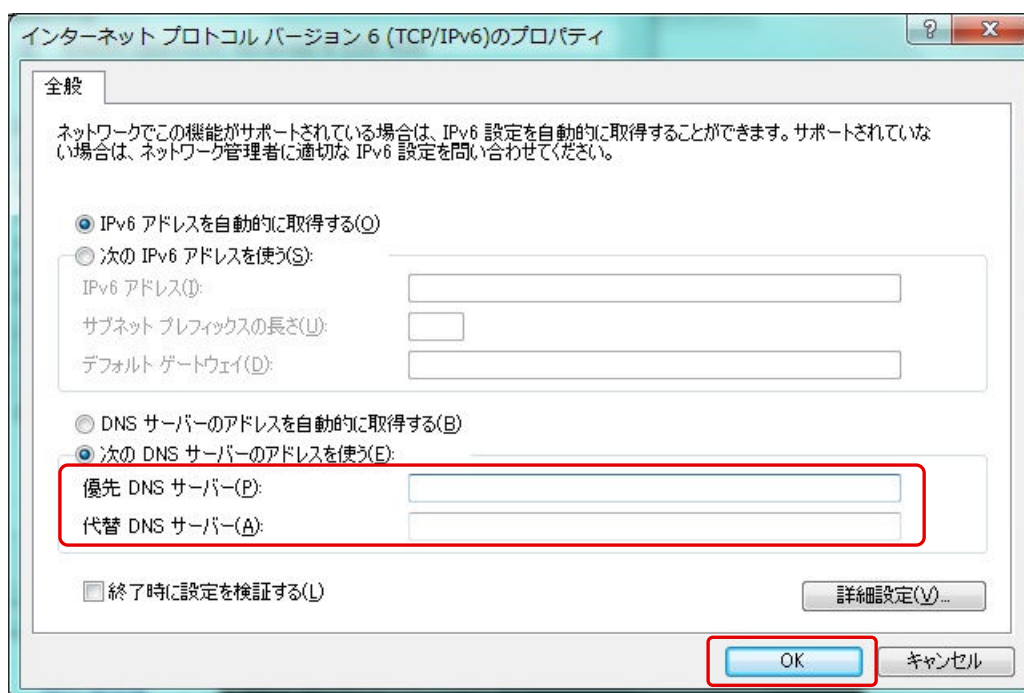 インターネット プロトコル バージョン 6 (TCP/IPv6)のプロパティ
全般
ネットワークでこの機能がサポートされている場合は、IPv6 設定を自動的に取得することができます。サポートされていな
い場合は、ネットワーク管理者に適切な IPv6 設定を問い合わせてください。
IPv6 アドレスを自動的に取得する(O)
次の IPv6 アドレスを使う(S):
IPv6 アドレス(I):
サブネット プレフィックスの長さ(U):
デフォルト ゲートウェイ(D):
DNS サーバーのアドレスを自動的に取得する(B)
次の DNS サーバーのアドレスを使う(E):
優先 DNS サーバー(P):
代替 DNS サーバー(A):
終了時に設定を検証する(L)
詳細設定(V)...
OK
キャンセル